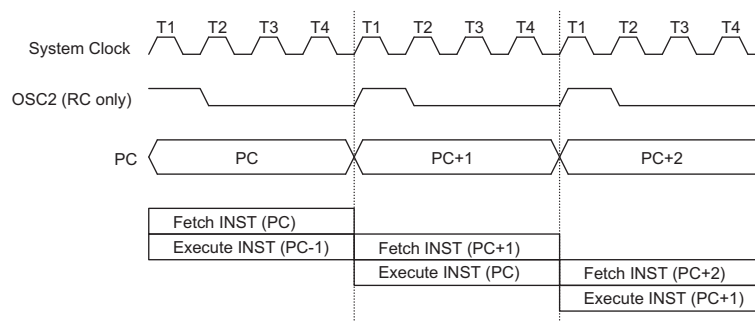 T1 T2 T3 T4 T1 T2 T3 T4 T1 T2 T3 T4
System Clock
OSC2 (RC only)
PC PC PC+1 PC+2
Fetch INST (PC)
Execute INST (PC-1) Fetch INST (PC+1)
Execute INST (PC) Fetch INST (PC+2)
Execute INST (PC+1)